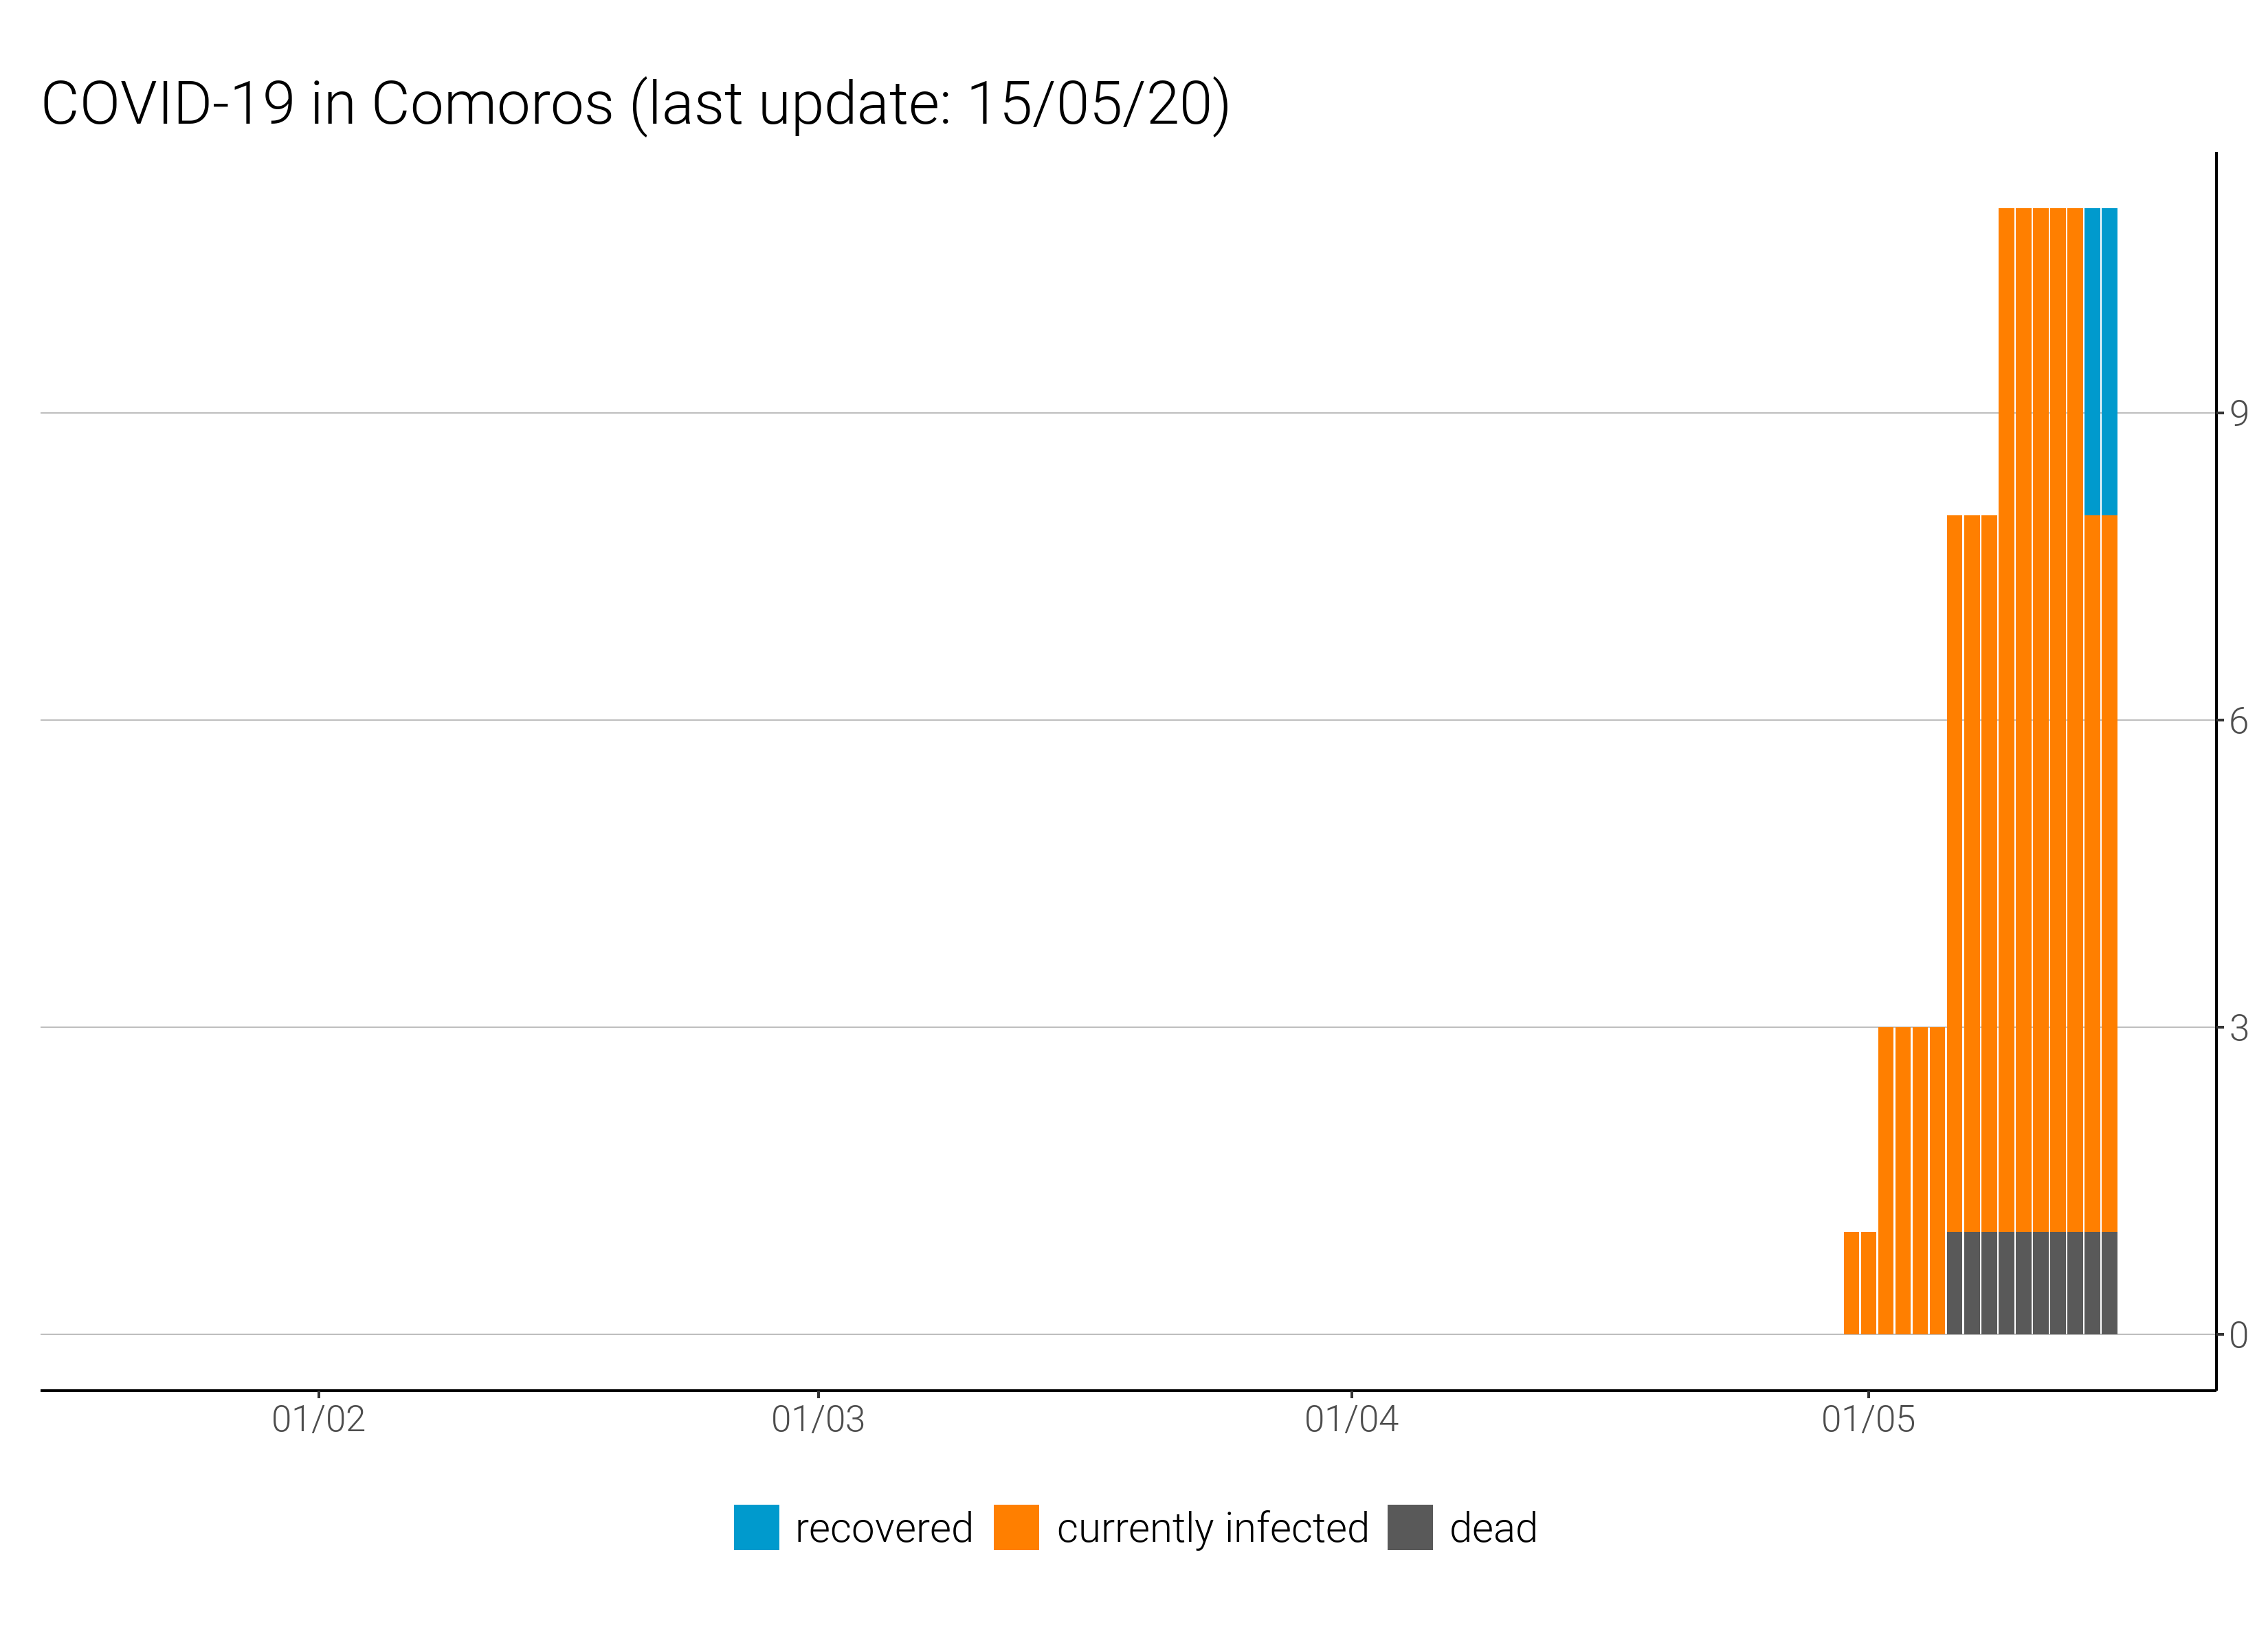 COVID-19 in Comoros (last update: 15/05/20)
9
6
3
0
01/02 01/03 01/04 01/05
recovered currently infected dead